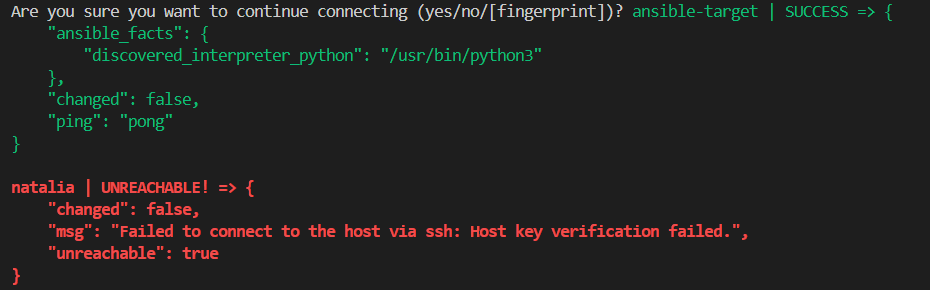 Are you sure you want to continue connecting (yes/no/[fingerprint])? ansible-target | SUCCESS => {
    "ansible_facts": {
        "discovered_interpreter_python": "/usr/bin/python3"
    },
    "changed": false,
    "ping": "pong"
}
natalia | UNREACHABLE! => {
    "changed": false,
    "msg": "Failed to connect to the host via ssh: Host key verification failed.",
    "unreachable": true
}